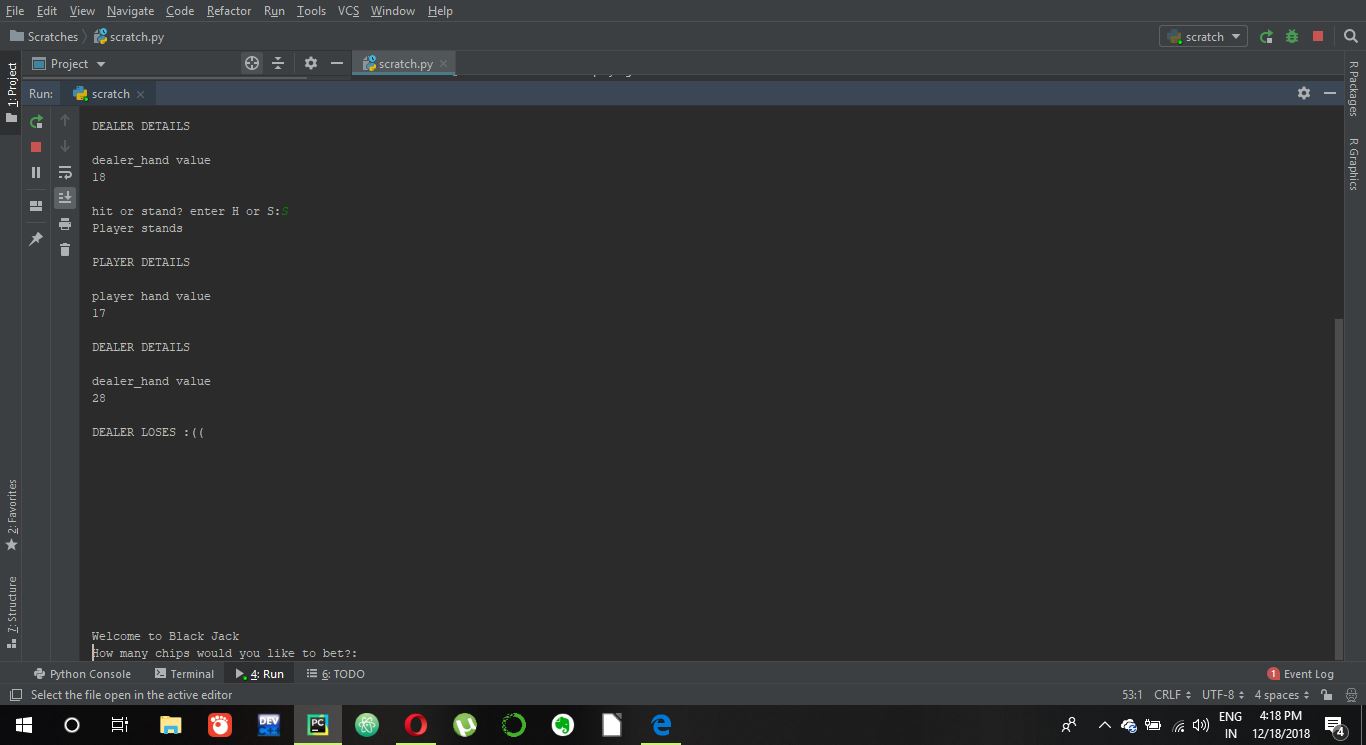 File Edit View Navigate Code Refactor Run Tools VCS Window Help
Scratches scratch.py scratch
Project scratch.py
Run: scratch
1: Project
R Packages
R Graphics
DEALER DETAILS
dealer_hand value
18
hit or stand? enter H or S:S
Player stands
PLAYER DETAILS
player hand value
17
DEALER DETAILS
dealer_hand value
28
DEALER LOSES :((
2: Favorites
7: Structure
Welcome to Black Jack
How many chips would you like to bet?:
Python Console Terminal 4: Run 6: TODO 1 Event Log
Select the file open in the active editor 53:1 CRLF UTF-8 4 spaces
DEV PC ENG 4:18 PM
IN 12/18/2018 4